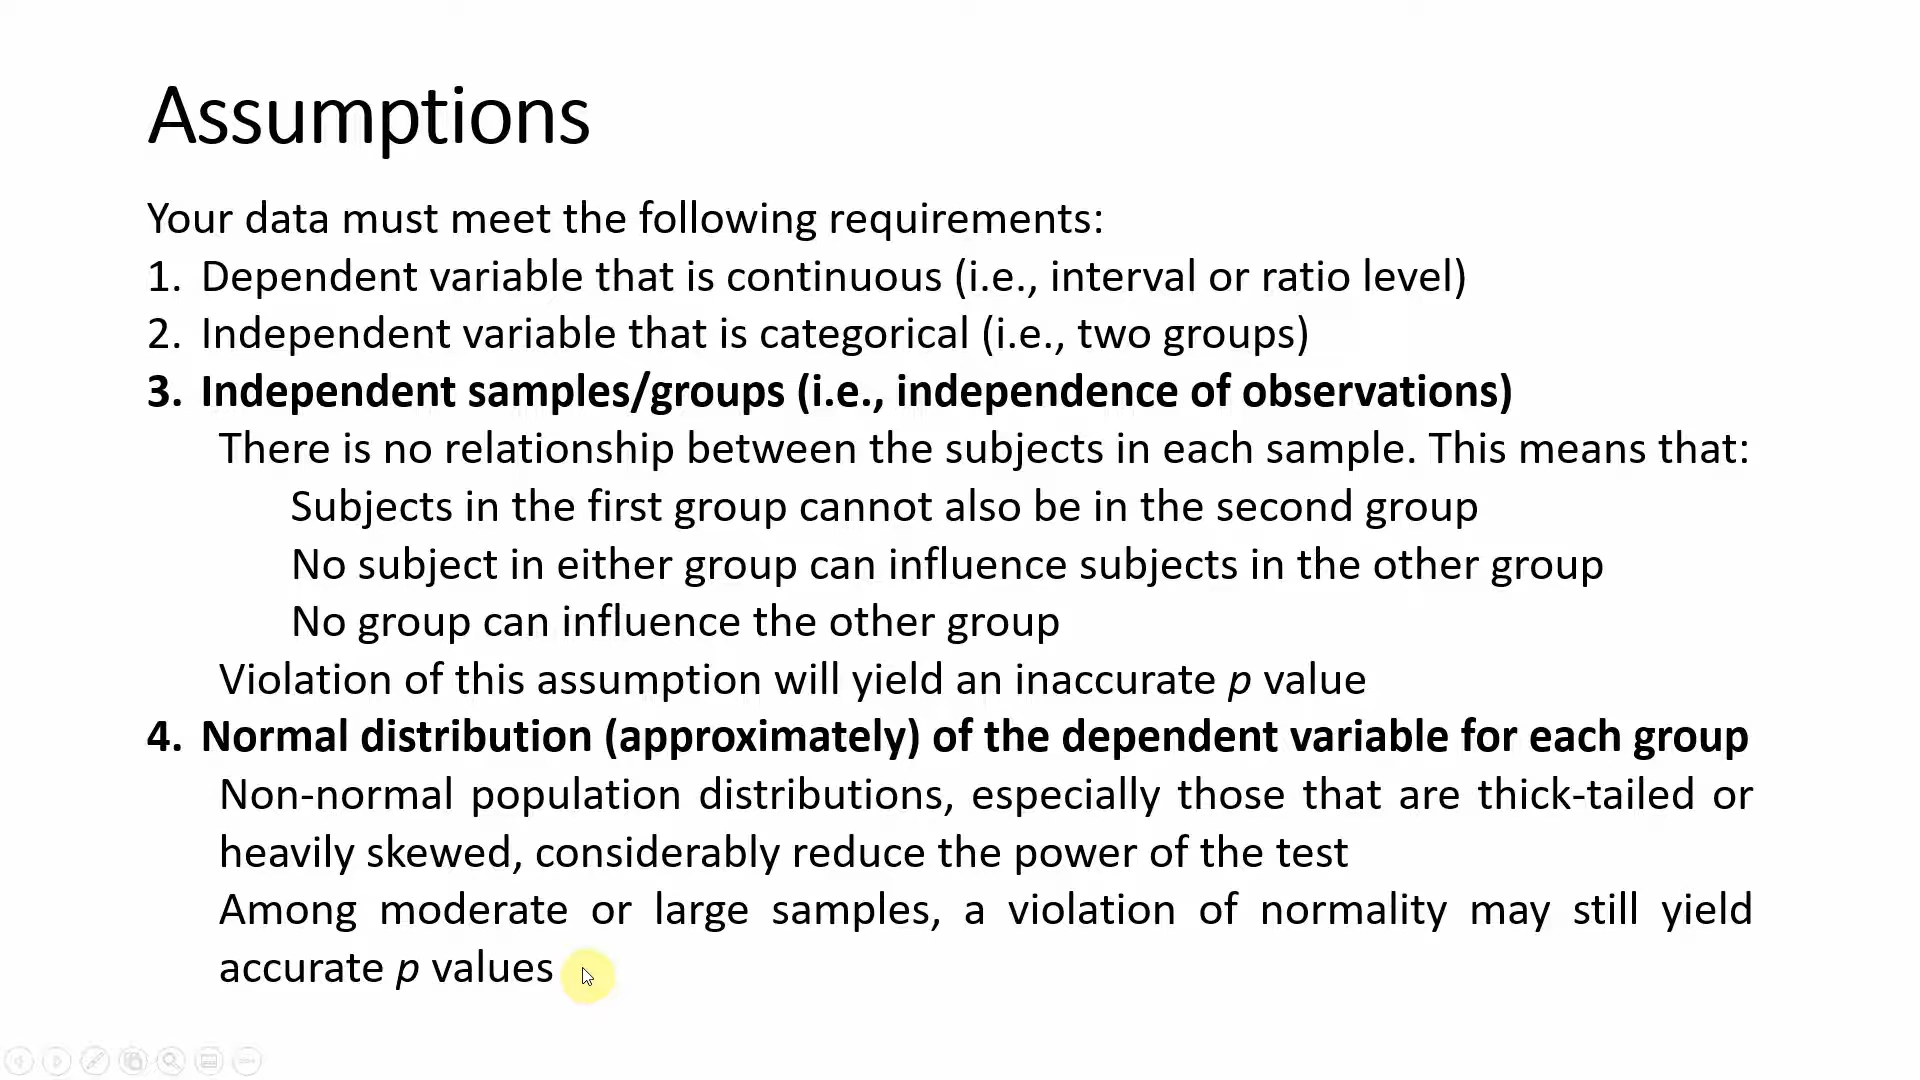 Assumptions
Your data must meet the following requirements:
1. Dependent variable that is continuous (i.e., interval or ratio level)
2. Independent variable that is categorical (i.e., two groups)
3. Independent samples/groups (i.e., independence of observations)
There is no relationship between the subjects in each sample. This means that:
Subjects in the first group cannot also be in the second group
No subject in either group can influence subjects in the other group
No group can influence the other group
Violation of this assumption will yield an inaccurate p value
4. Normal distribution (approximately) of the dependent variable for each group
Non-normal population distributions, especially those that are thick-tailed or
heavily skewed, considerably reduce the power of the test
Among moderate or large samples, a violation of normality may still yield
accurate p values